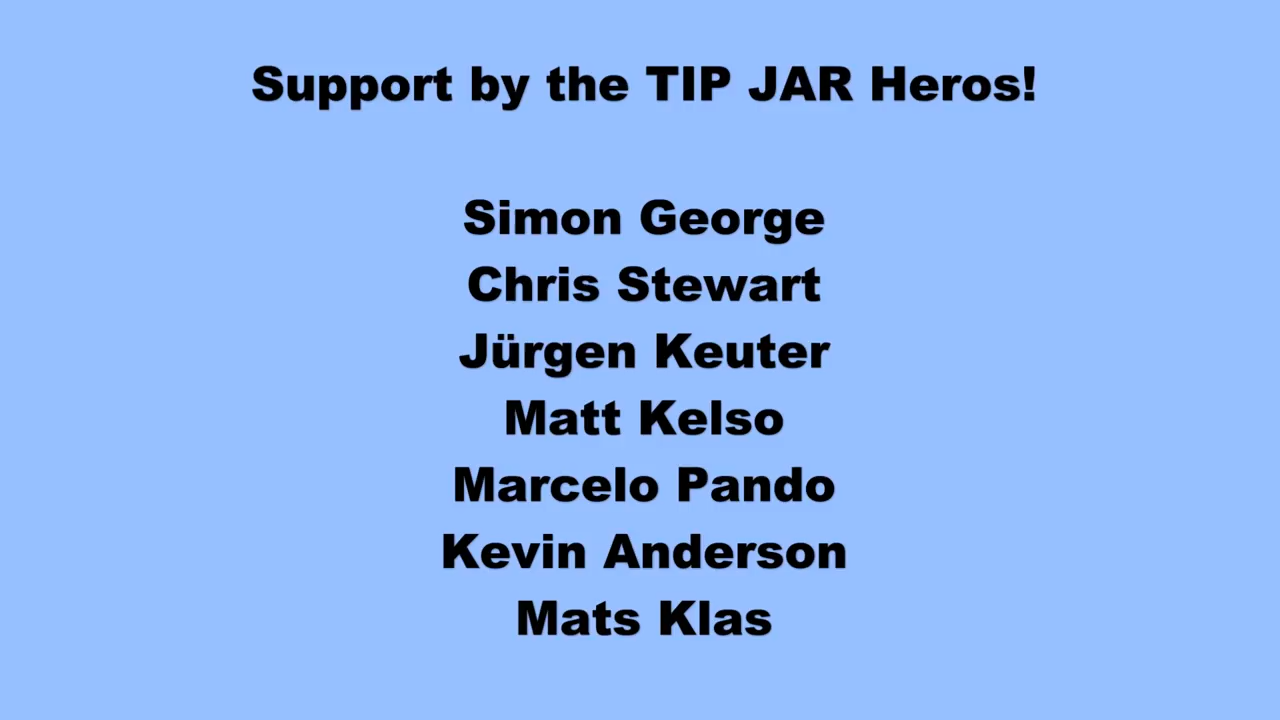 Support by the TIP JAR Heros!
Simon George
Chris Stewart
Jürgen Keuter
Matt Kelso
Marcelo Pando
Kevin Anderson
Mats Klas